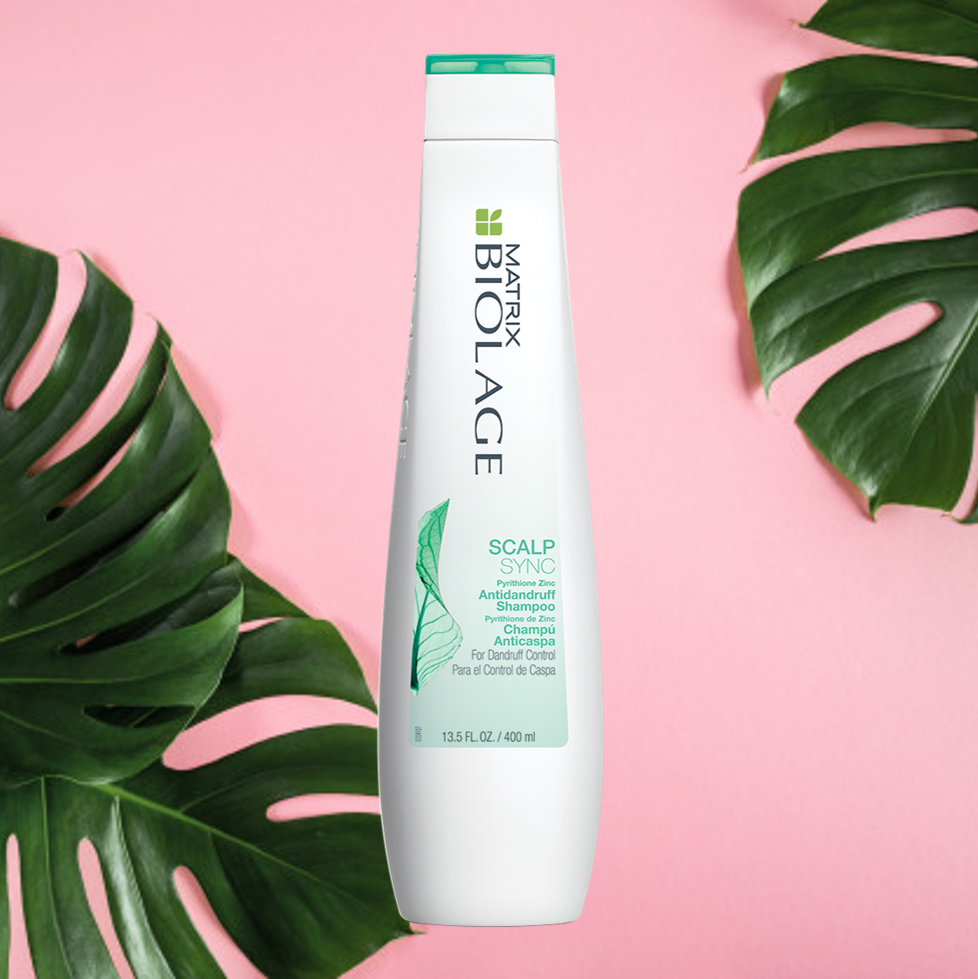 MATRIX
BIOLAGE
SCALP
SYNC
Pyrithione Zinc
Antidandruff
Shampoo
Pyrithione de Zinc
Champú
Anticaspa
For Dandruff Control
Para el Control de Caspa
13.5 FL. OZ. / 400 ml